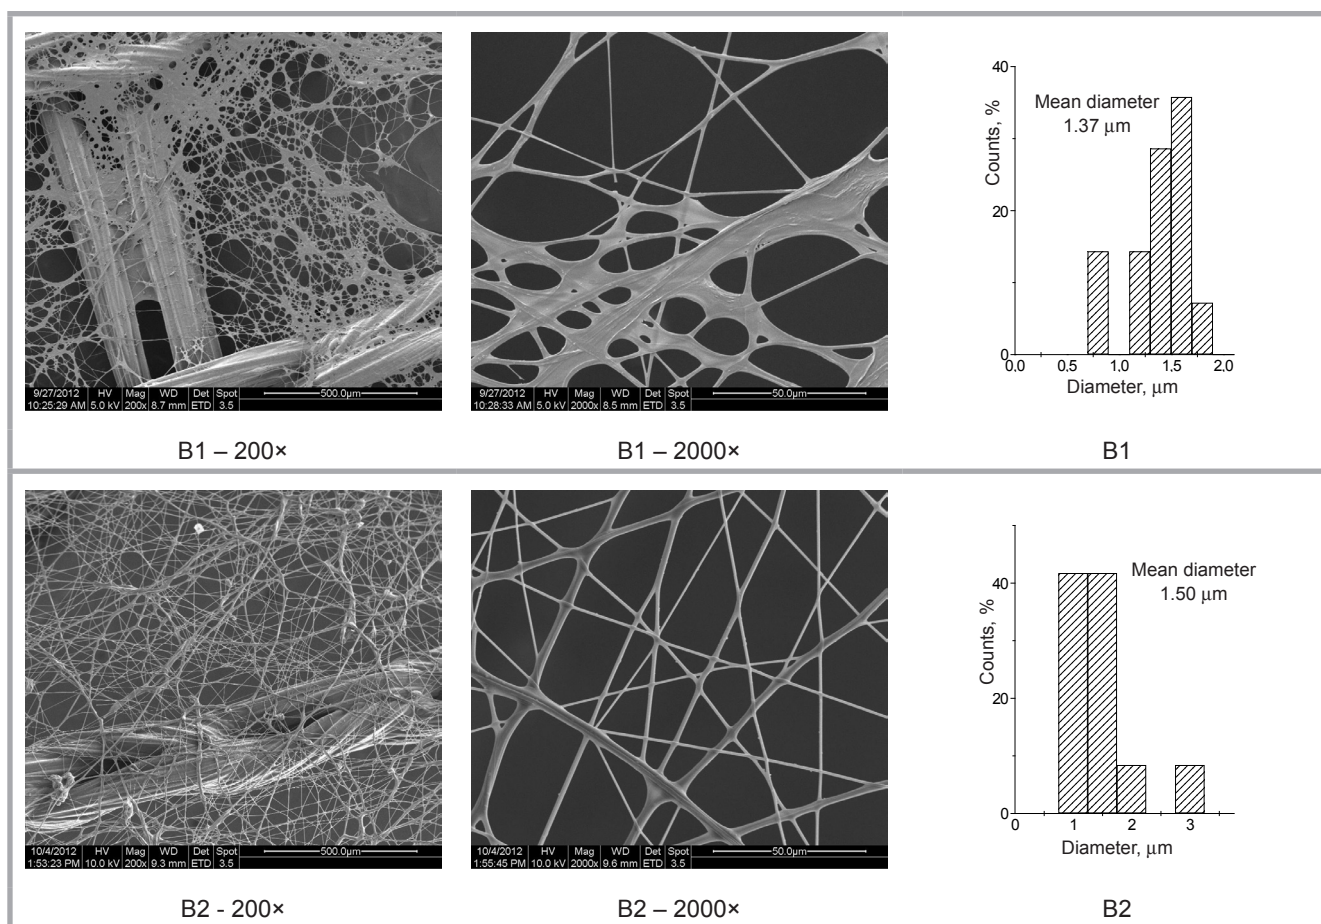 9/27/2012 HV Mag WD Det Spot 500.0µm
10:25:29 AM 5.0 kV 200x 8.7 mm ETD 3.5
B1 – 200×
9/27/2012 HV Mag WD Det Spot 50.0µm
10:28:33 AM 5.0 kV 2000x 8.5 mm ETD 3.5
B1 – 2000×
Counts, %
40
20
0
Mean diameter
1.37 µm
0.0 0.5 0.7 1.0 1.5 2.0
Diameter, µm
B1
10/4/2012 HV Mag WD Det Spot 500.0µm
1:53:23 PM 10.0 kV 200x 9.3 mm ETD 3.5
B2 - 200×
10/4/2012 HV Mag WD Det Spot 50.0µm
1:55:45 PM 10.0 kV 2000x 9.6 mm ETD 3.5
B2 – 2000×
Counts, %
40
20
0
Mean diameter
1.50 µm
0 1 2 3
Diameter, µm
B2